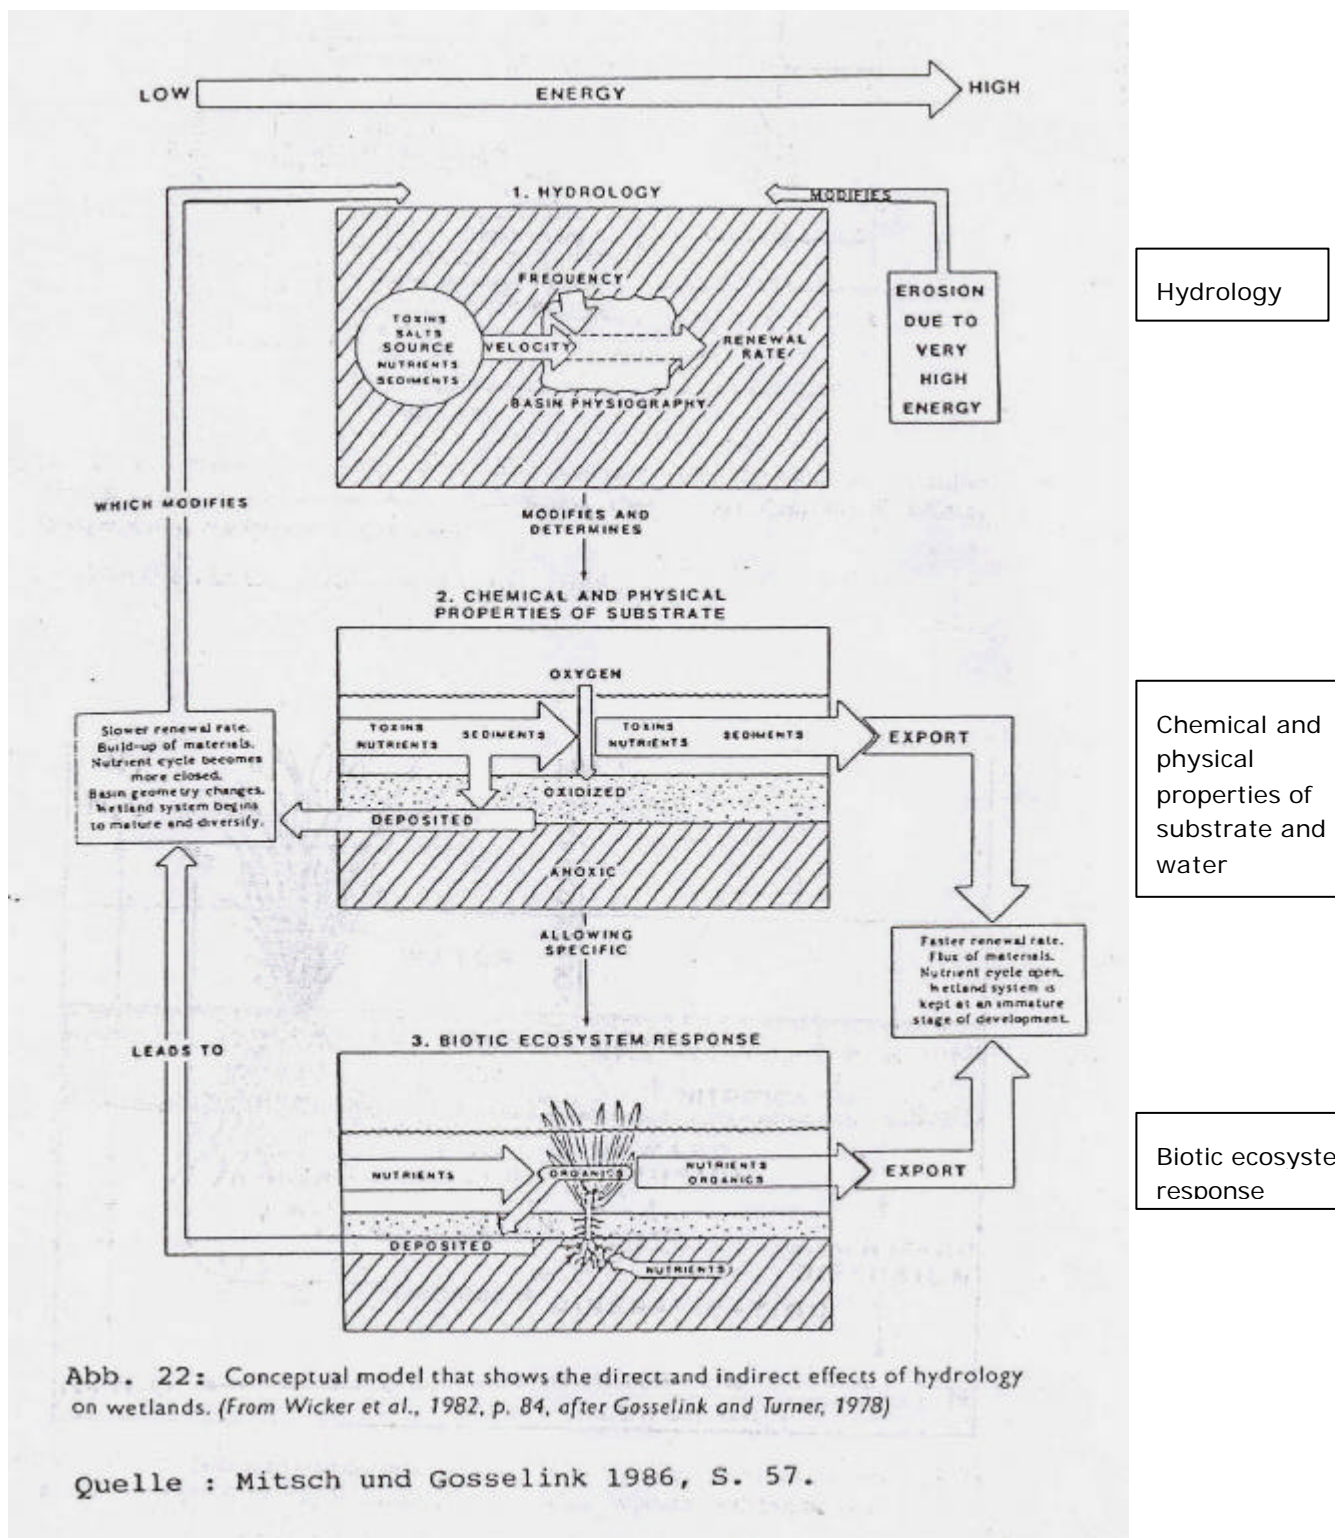 LOW ENERGY HIGH
1. HYDROLOGY
MODIFIES
FREQUENCY
TOXINS
SALTS
SOURCE
NUTRIENTS
SEDIMENTS
VELOCITY
RENEWAL
RATE
BASIN PHYSIOGRAPHY
EROSION
DUE TO
VERY
HIGH
ENERGY
Hydrology
WHICH MODIFIES
MODIFIES AND
DETERMINES
2. CHEMICAL AND PHYSICAL
PROPERTIES OF SUBSTRATE
OXYGEN
TOXINS
NUTRIENTS
SEDIMENTS
TOXINS
NUTRIENTS
SEDIMENTS
EXPORT
OXIDIZED
DEPOSITED
ANOXIC
Slower renewal rate.
Build-up of materials.
Nutrient cycle becomes
more closed.
Basin geometry changes.
Wetland system begins
to mature and diversify.
Chemical and
physical
properties of
substrate and
water
ALLOWING
SPECIFIC
Faster renewal rate.
Flux of materials.
Nutrient cycle open.
Wetland system is
kept at an immature
stage of development.
LEADS TO
3. BIOTIC ECOSYSTEM RESPONSE
NUTRIENTS
ORGANICS
NUTRIENTS
ORGANICS
EXPORT
DEPOSITED
NUTRIENTS
Biotic ecosyste
response
Abb. 22: Conceptual model that shows the direct and indirect effects of hydrology
on wetlands. (From Wicker et al., 1982, p. 84, after Gosselink and Turner, 1978)
Quelle : Mitsch und Gosselink 1986, S. 57.